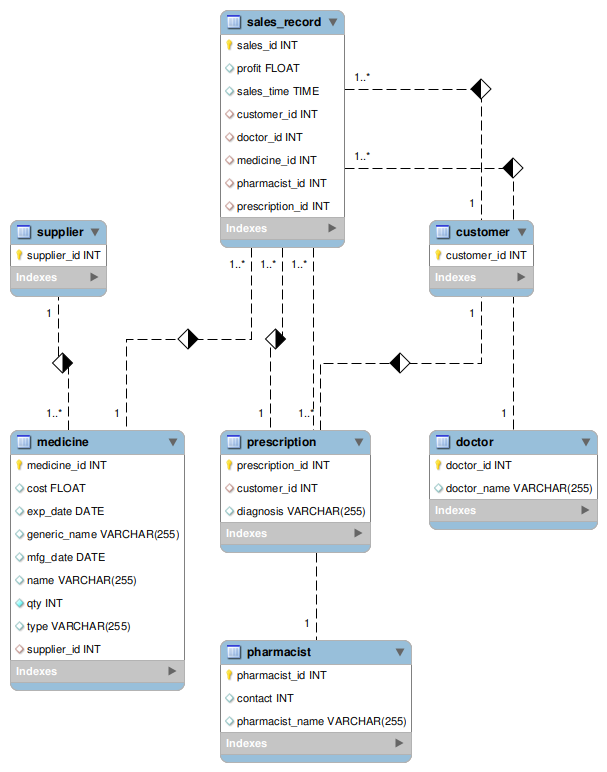 sales_record
sales_id INT
profit FLOAT
sales_time TIME
customer_id INT
doctor_id INT
medicine_id INT
pharmacist_id INT
prescription_id INT
Indexes
1..*
1..*
1
supplier
supplier_id INT
Indexes
customer
customer_id INT
Indexes
1..*
1..*
1..*
1
1
1..*
1
1
1..*
1
medicine
medicine_id INT
cost FLOAT
exp_date DATE
generic_name VARCHAR(255)
mfg_date DATE
name VARCHAR(255)
qty INT
type VARCHAR(255)
supplier_id INT
Indexes
prescription
prescription_id INT
customer_id INT
diagnosis VARCHAR(255)
Indexes
doctor
doctor_id INT
doctor_name VARCHAR(255)
Indexes
1
pharmacist
pharmacist_id INT
contact INT
pharmacist_name VARCHAR(255)
Indexes